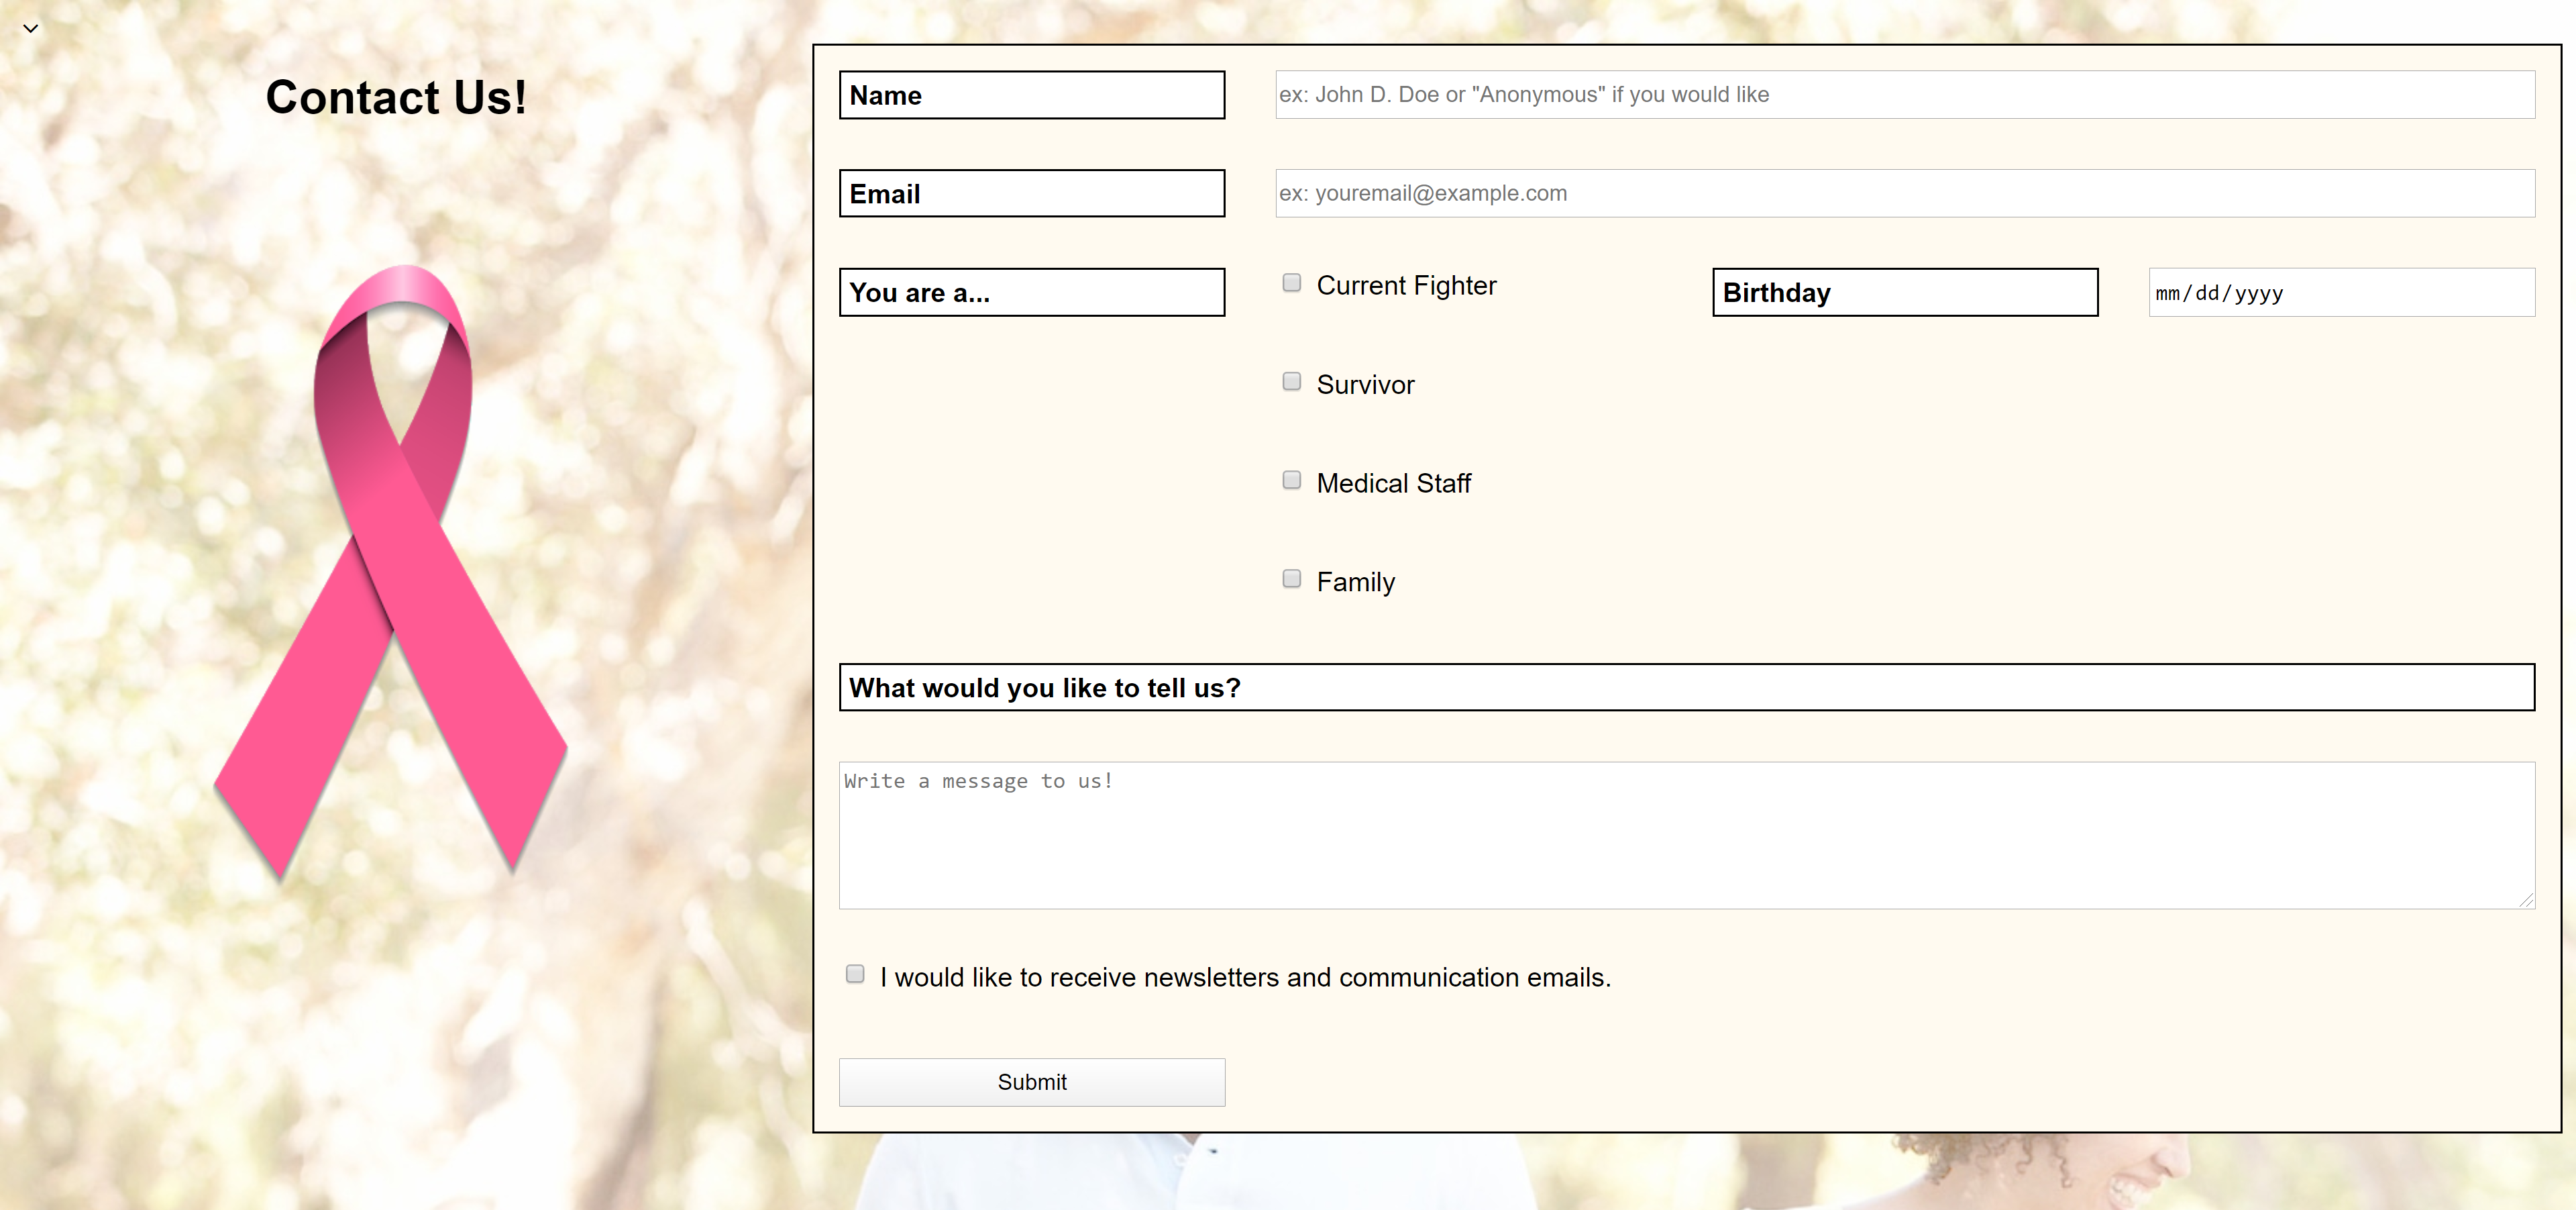 Contact Us!
Name
ex: John D. Doe or "Anonymous" if you would like
Email
ex: youremail@example.com
You are a...
Current Fighter
Birthday
mm/dd/yyyy
Survivor
Medical Staff
Family
What would you like to tell us?
Write a message to us!
I would like to receive newsletters and communication emails.
Submit